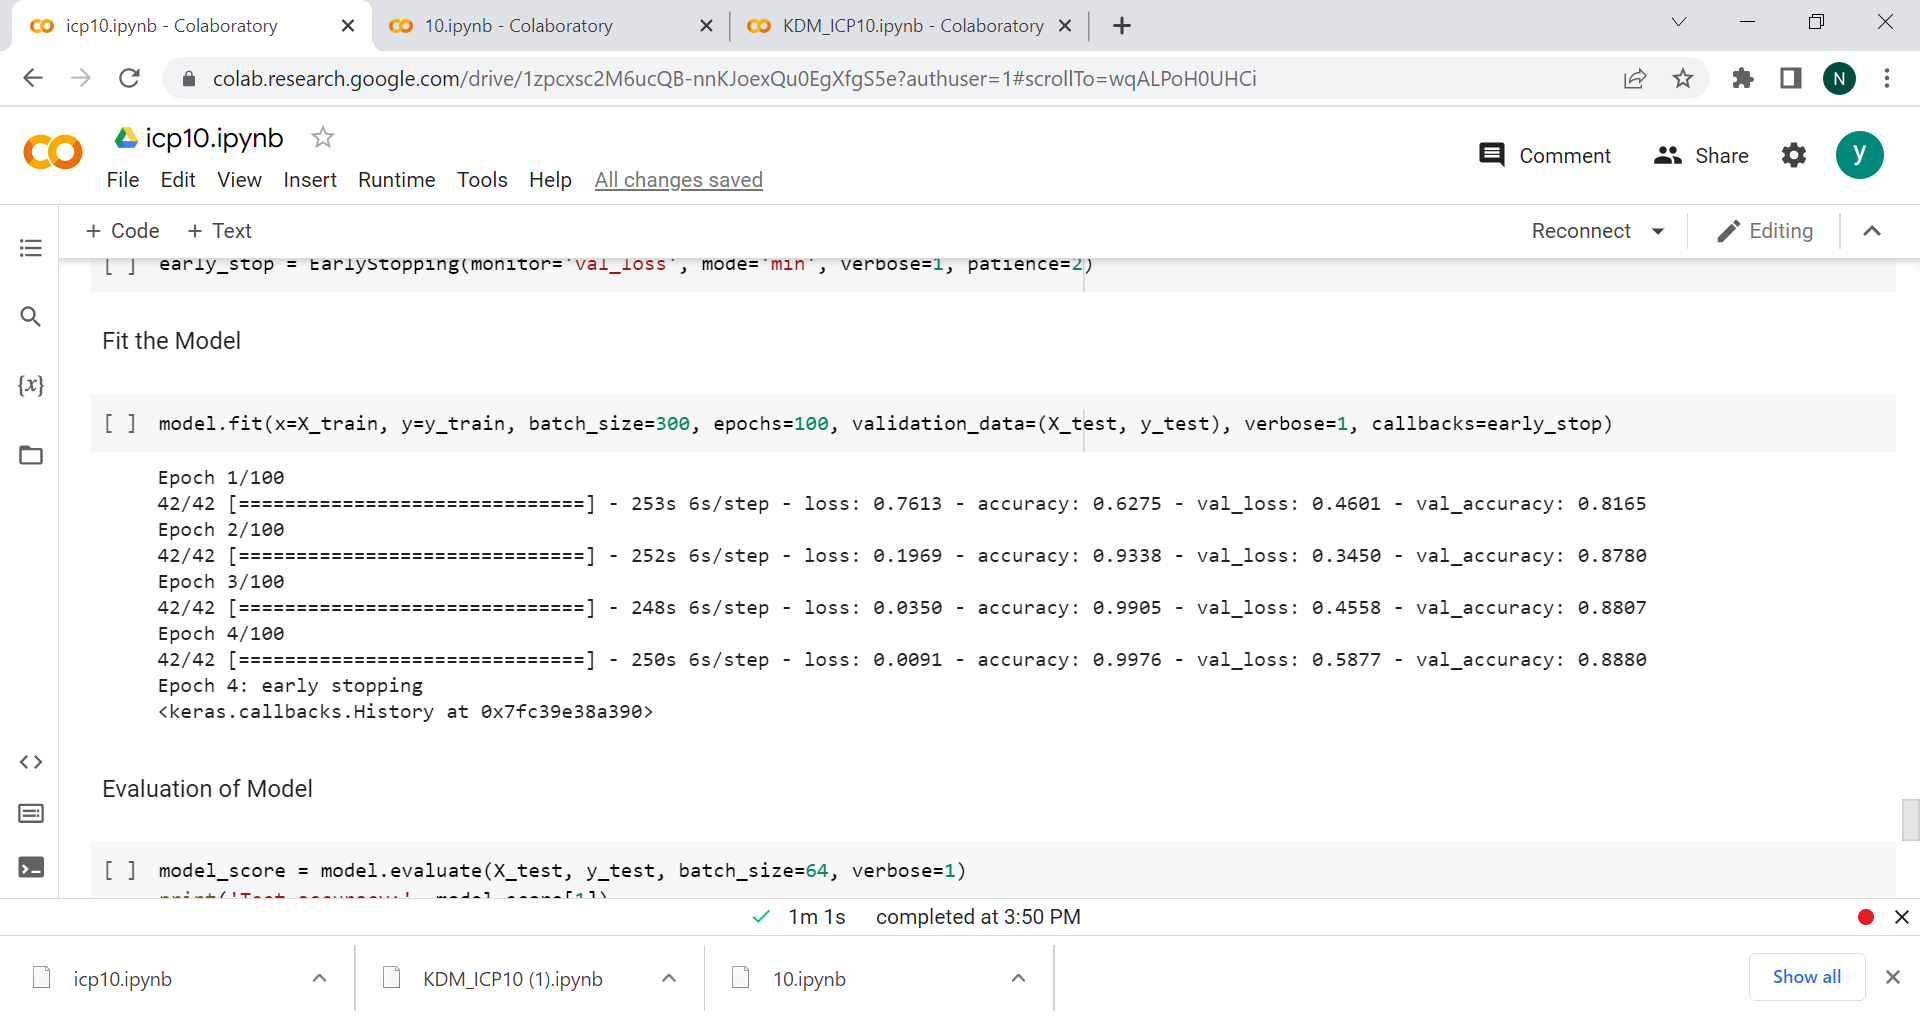 icp10.ipynb - Colaboratory
10.ipynb - Colaboratory
KDM_ICP10.ipynb - Colaboratory
colab.research.google.com/drive/1zpcxsc2M6ucQB-nnKJoexQu0EgXfgS5e?authuser=1#scrollTo=wqALPoH0UHCi
N
icp10.ipynb
Comment
Share
y
File Edit View Insert Runtime Tools Help All changes saved
+ Code + Text
Reconnect
Editing
[ ] early_stop = EarlyStopping(monitor='val_loss', mode='min', verbose=1, patience=2)
Fit the Model
{x}
[ ] model.fit(x=X_train, y=y_train, batch_size=300, epochs=100, validation_data=(X_test, y_test), verbose=1, callbacks=early_stop)
Epoch 1/100
42/42 [==============================] - 253s 6s/step - loss: 0.7613 - accuracy: 0.6275 - val_loss: 0.4601 - val_accuracy: 0.8165
Epoch 2/100
42/42 [==============================] - 252s 6s/step - loss: 0.1969 - accuracy: 0.9338 - val_loss: 0.3450 - val_accuracy: 0.8780
Epoch 3/100
42/42 [==============================] - 248s 6s/step - loss: 0.0350 - accuracy: 0.9905 - val_loss: 0.4558 - val_accuracy: 0.8807
Epoch 4/100
42/42 [==============================] - 250s 6s/step - loss: 0.0091 - accuracy: 0.9976 - val_loss: 0.5877 - val_accuracy: 0.8880
Epoch 4: early stopping
<keras.callbacks.History at 0x7fc39e38a390>
Evaluation of Model
[ ] model_score = model.evaluate(X_test, y_test, batch_size=64, verbose=1)
print('Test accuracy:', model_score[1])
1m 1s completed at 3:50 PM
icp10.ipynb
KDM_ICP10 (1).ipynb
10.ipynb
Show all